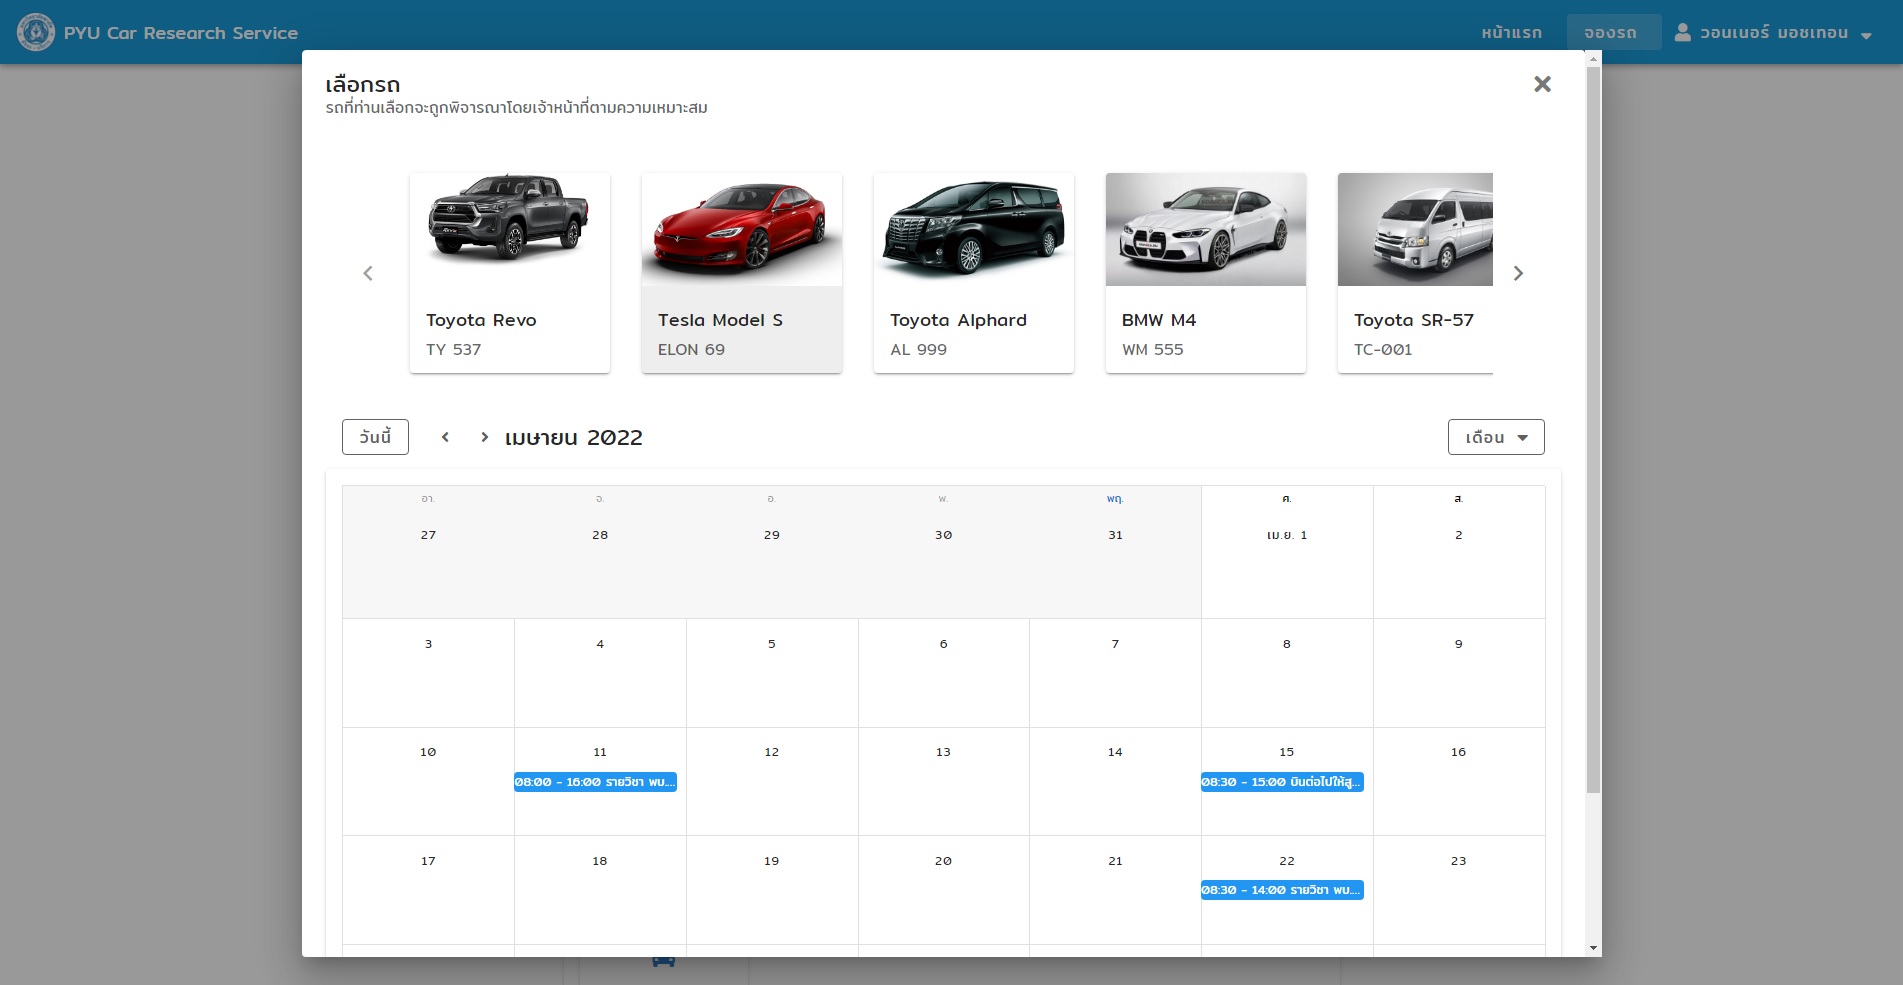 PYU Car Research Service
หน้าแรก
จองรถ
วอนเนอร์ มอชเทอน
เลือกรถ
รถที่ท่านเลือกจะถูกพิจารณาโดยเจ้าหน้าที่ตามความเหมาะสม
Toyota Revo
TY 537
Tesla Model S
ELON 69
Toyota Alphard
AL 999
BMW M4
WM 555
Toyota SR-57
TC-001
วันนี้
เมษายน 2022
เดือน
อา. จ. อ. พ. พฤ. ศ. ส.
27 28 29 30 31 เม.ย. 1 2
3 4 5 6 7 8 9
10 11 12 13 14 15 16
08:00 - 16:00 รายวิชา พบ....
08:30 - 15:00 บินต่อไปให้สู...
17 18 19 20 21 22 23
08:30 - 14:00 รายวิชา พบ....